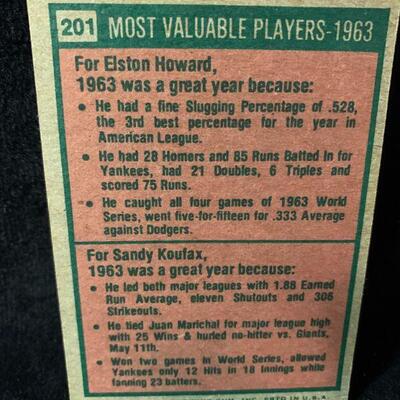 201 MOST VALUABLE PLAYERS-1963
For Elston Howard,
1963 was a great year because:
• He had a fine Slugging Percentage of .528,
the 3rd best percentage for the year in
American League.
• He had 28 Homers and 85 Runs Batted In for
Yankees, had 21 Doubles, 6 Triples and
scored 75 Runs.
• He caught all four games of 1963 World
Series, went five-for-fifteen for .333 Average
against Dodgers.
For Sandy Koufax,
1963 was a great year because:
• He led both major leagues with 1.88 Earned
Run Average, eleven Shutouts and 306
Strikeouts.
• He tied Juan Marichal for major league high
with 25 Wins & hurled no-hitter vs. Giants,
May 11th.
• Won two games in World Series, allowed
Yankees only 12 Hits in 18 Innings while
fanning 23 batters.
INC. PRTD. IN U.S.A.